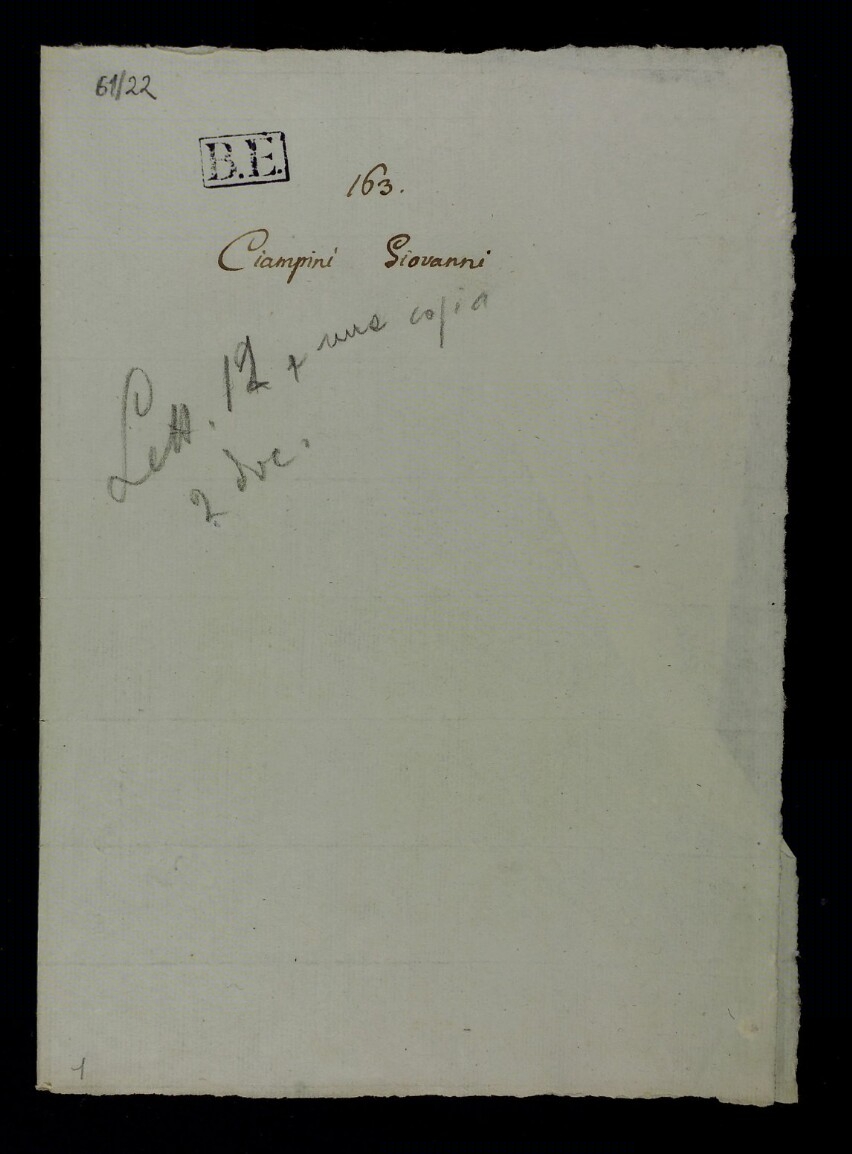 61/22
B.E.
163.
Ciampini Giovanni
Lett. 12 + una copia
2 doc.
1